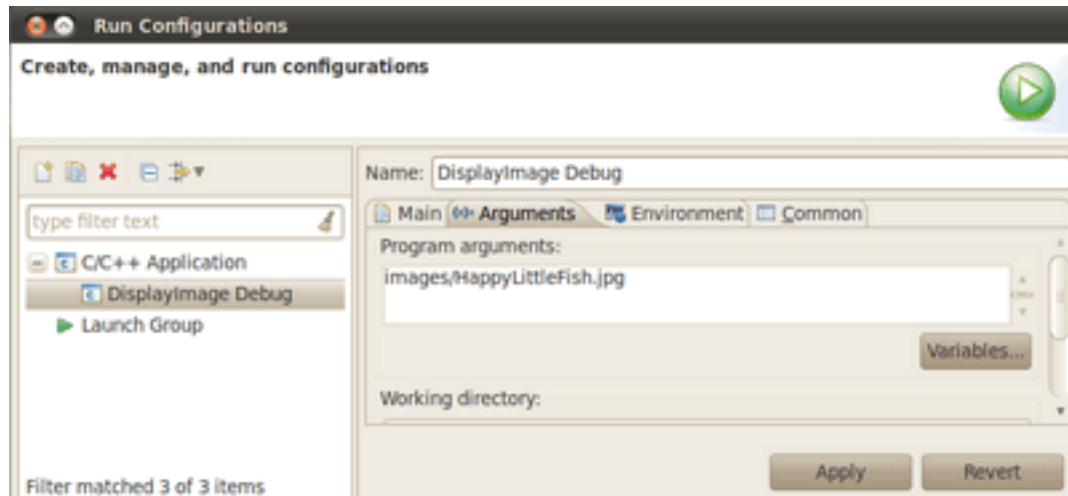 Run Configurations
Create, manage, and run configurations
type filter text
C/C++ Application
DisplayImage Debug
Launch Group
Filter matched 3 of 3 items
Name: DisplayImage Debug
Main Arguments Environment Common
Program arguments:
images/HappyLittleFish.jpg
Variables...
Working directory:
Apply Revert